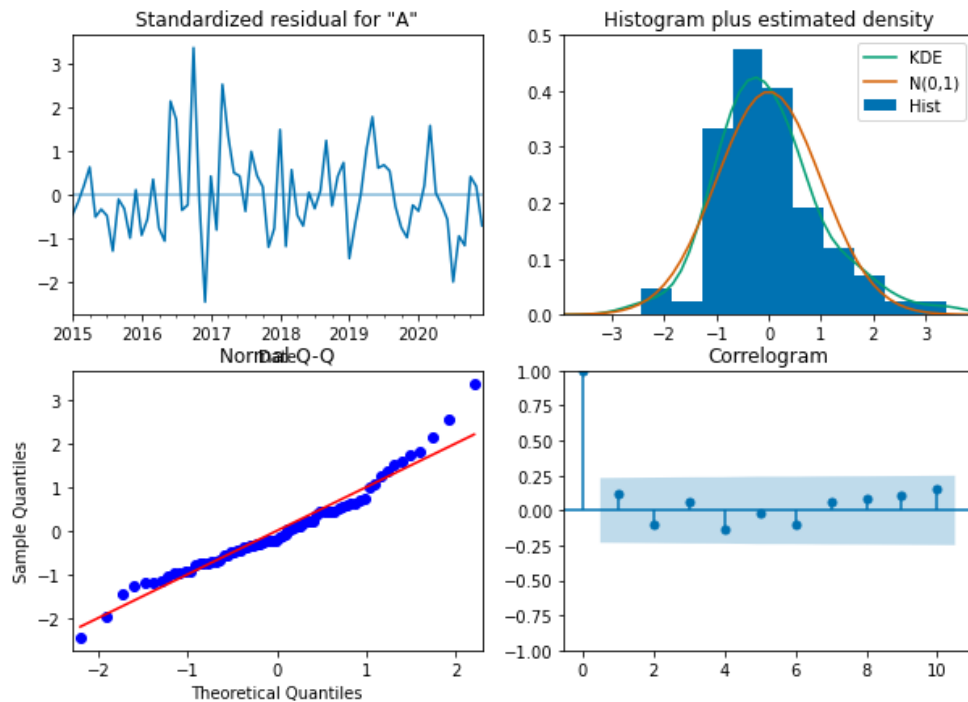 Standardized residual for "A"
3
2
1
0
−1
−2
2015 2016 2017 2018 2019 2020
Date
Histogram plus estimated density
0.5
0.4
0.3
0.2
0.1
0.0
KDE
N(0,1)
Hist
−3 −2 −1 0 1 2 3
Normal Q-Q
Sample Quantiles
3
2
1
0
−1
−2
−2 −1 0 1 2
Theoretical Quantiles
Correlogram
1.00
0.75
0.50
0.25
0.00
−0.25
−0.50
−0.75
−1.00
0 2 4 6 8 10